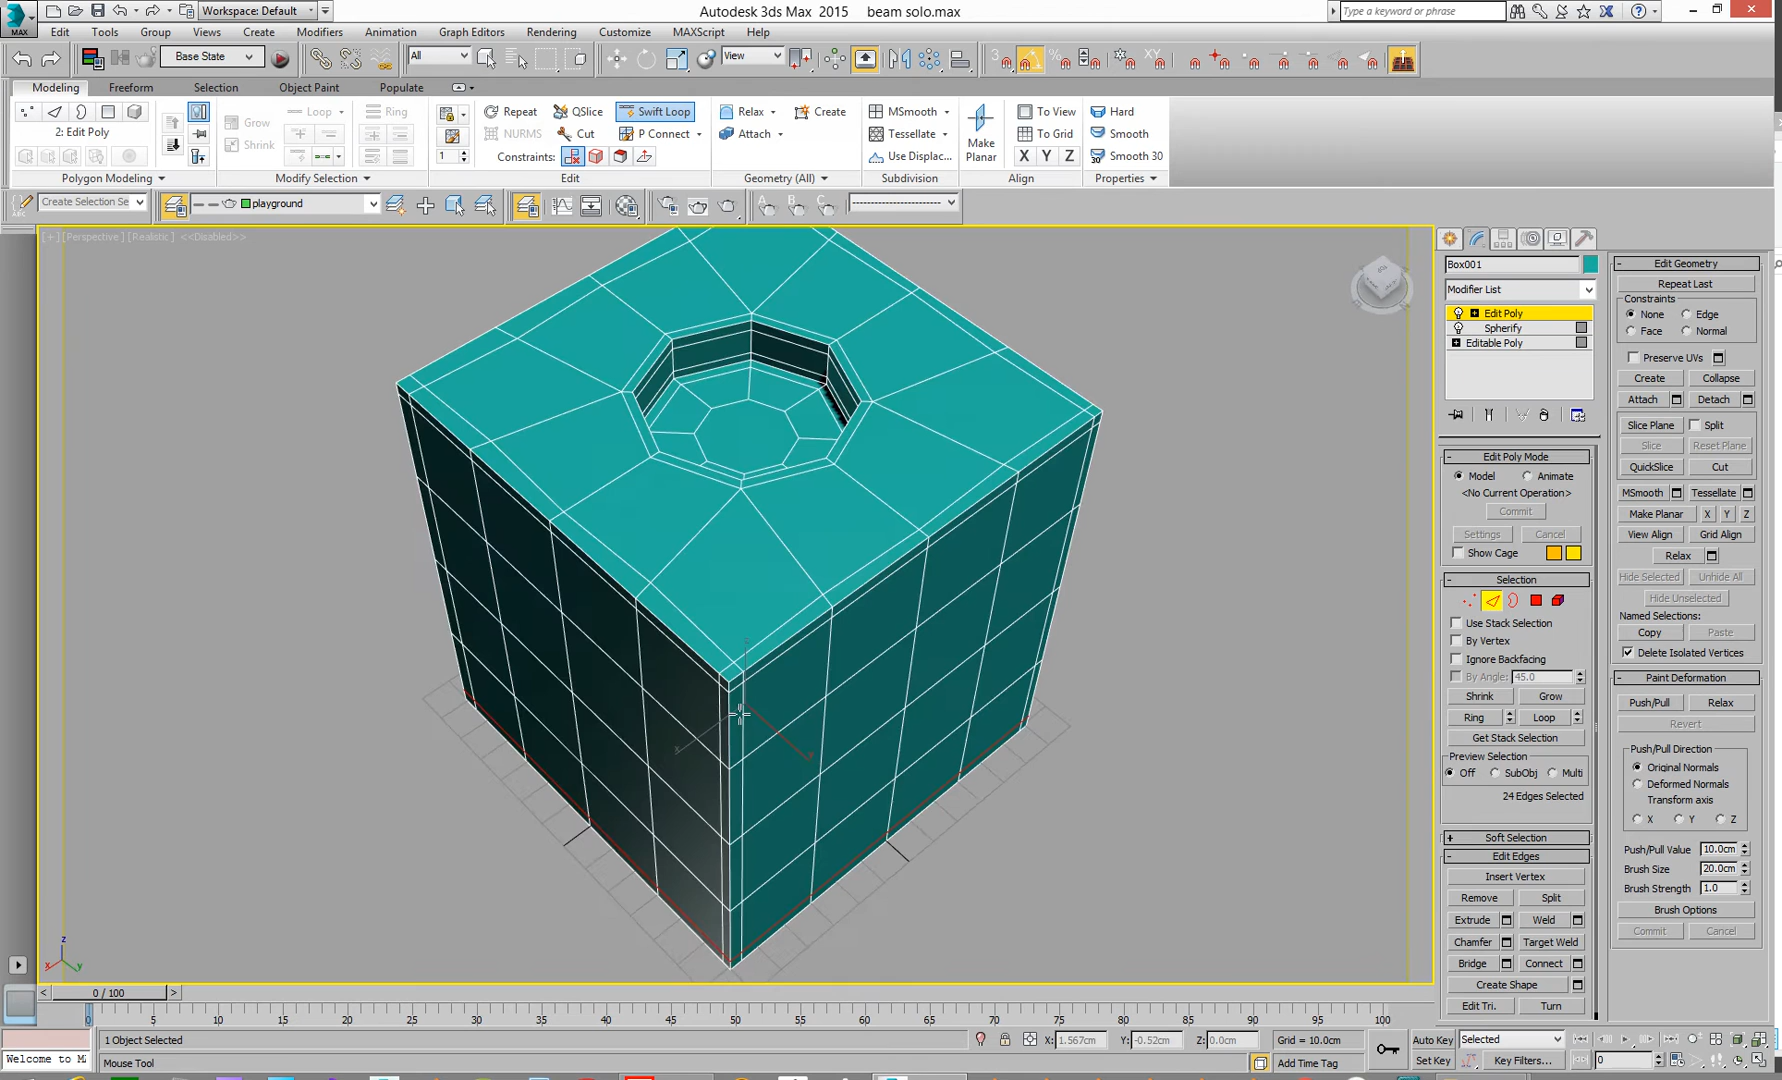 Workspace: Default
Autodesk 3ds Max  2015    beam solo.max
Type a keyword or phrase
MAX
Edit  Tools  Group  Views  Create  Modifiers  Animation  Graph Editors  Rendering  Customize  MAXScript  Help
Base State  All  View
Modeling  Freeform  Selection  Object Paint  Populate
Loop  Ring  Repeat  QSlice  Swift Loop  Relax  Create  MSmooth  To View  Hard
2: Edit Poly  Grow  NURMS  Cut  P Connect  Attach  Tessellate  Make  To Grid  Smooth
Shrink  1  Constraints:  Use Displac...  Planar  X  Y  Z  Smooth 30
Polygon Modeling  Modify Selection  Edit  Geometry (All)  Subdivision  Align  Properties
Create Selection Se  playground
[+] [Perspective] [Realistic]  <<Disabled>>
Box001
Modifier List
Edit Poly
Spherify
Editable Poly
Edit Poly Mode
Model  Animate
<No Current Operation>
Commit
Settings  Cancel
Show Cage
Selection
Use Stack Selection
By Vertex
Ignore Backfacing
By Angle:  45.0
Shrink  Grow
Ring  Loop
Get Stack Selection
Preview Selection
Off  SubObj  Multi
24 Edges Selected
Soft Selection
Edit Edges
Insert Vertex
Remove  Split
Extrude  Weld
Chamfer  Target Weld
Bridge  Connect
Create Shape
Edit Tri.  Turn
Edit Geometry
Repeat Last
Constraints
None  Edge
Face  Normal
Preserve UVs
Create  Collapse
Attach  Detach
Slice Plane  Split
Slice  Reset Plane
QuickSlice  Cut
MSmooth  Tessellate
Make Planar  X  Y  Z
View Align  Grid Align
Relax
Hide Selected  Unhide All
Hide Unselected
Named Selections:
Copy  Paste
Delete Isolated Vertices
Paint Deformation
Push/Pull  Relax
Revert
Push/Pull Direction
Original Normals
Deformed Normals
Transform axis
X  Y  Z
Push/Pull Value  10.0cm
Brush Size  20.0cm
Brush Strength  1.0
Brush Options
Commit  Cancel
z
x  y
0 / 100
0  5  10  15  20  25  30  35  40  45  50  55  60  65  70  75  80  85  90  95  100
1 Object Selected  X: 1.567cm  Y: -0.52cm  Z: 0.0cm  Grid = 10.0cm  Auto Key  Selected
Welcome to M  Mouse Tool  Add Time Tag  Set Key  Key Filters...  0